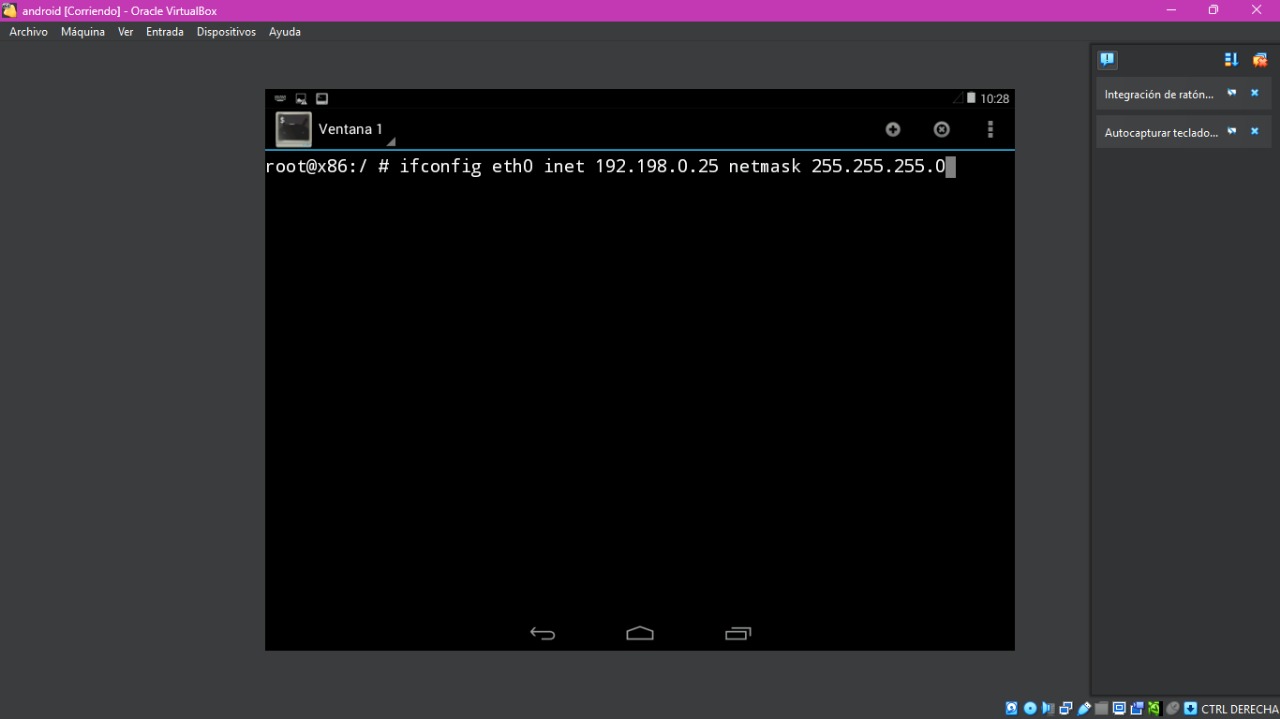 android [Corriendo] - Oracle VirtualBox
Archivo Máquina Ver Entrada Dispositivos Ayuda
10:28
Ventana 1
root@x86:/ # ifconfig eth0 inet 192.198.0.25 netmask 255.255.255.0
Integración de ratón...
Autocapturar teclado...
CTRL DERECHA